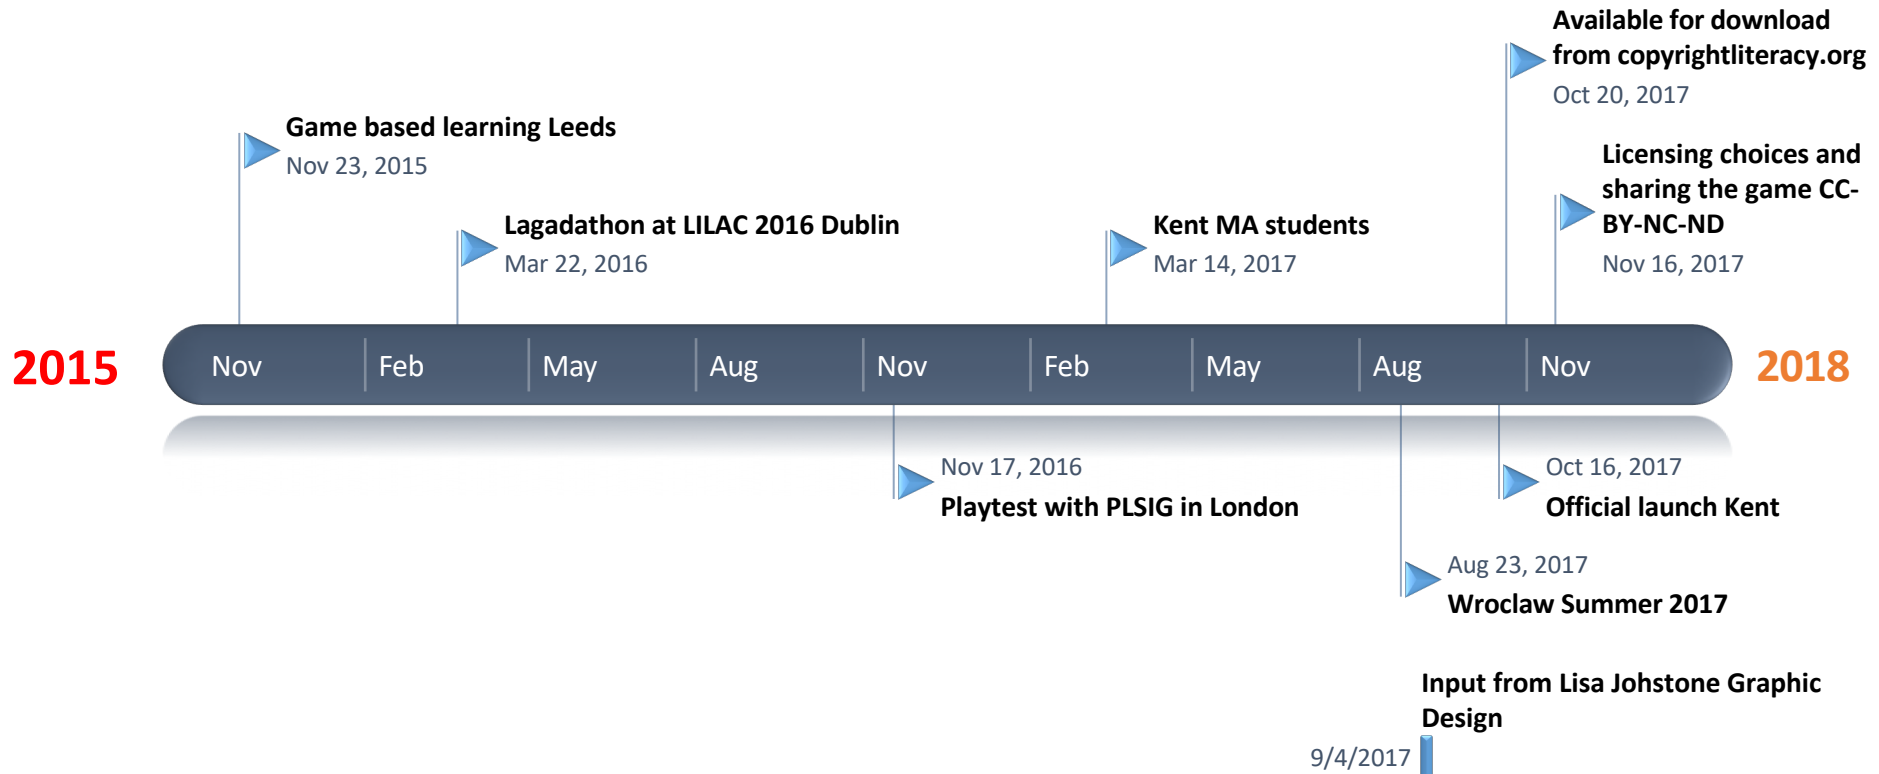 Available for download
from copyrightliteracy.org
Oct 20, 2017
Game based learning Leeds
Nov 23, 2015
Licensing choices and
sharing the game CC-
BY-NC-ND
Nov 16, 2017
Lagadathon at LILAC 2016 Dublin
Mar 22, 2016
Kent MA students
Mar 14, 2017
2015
Nov
Feb
May
Aug
Nov
Feb
May
Aug
Nov
2018
Nov 17, 2016
Playtest with PLSIG in London
Oct 16, 2017
Official launch Kent
Aug 23, 2017
Wroclaw Summer 2017
Input from Lisa Johstone Graphic
Design
9/4/2017